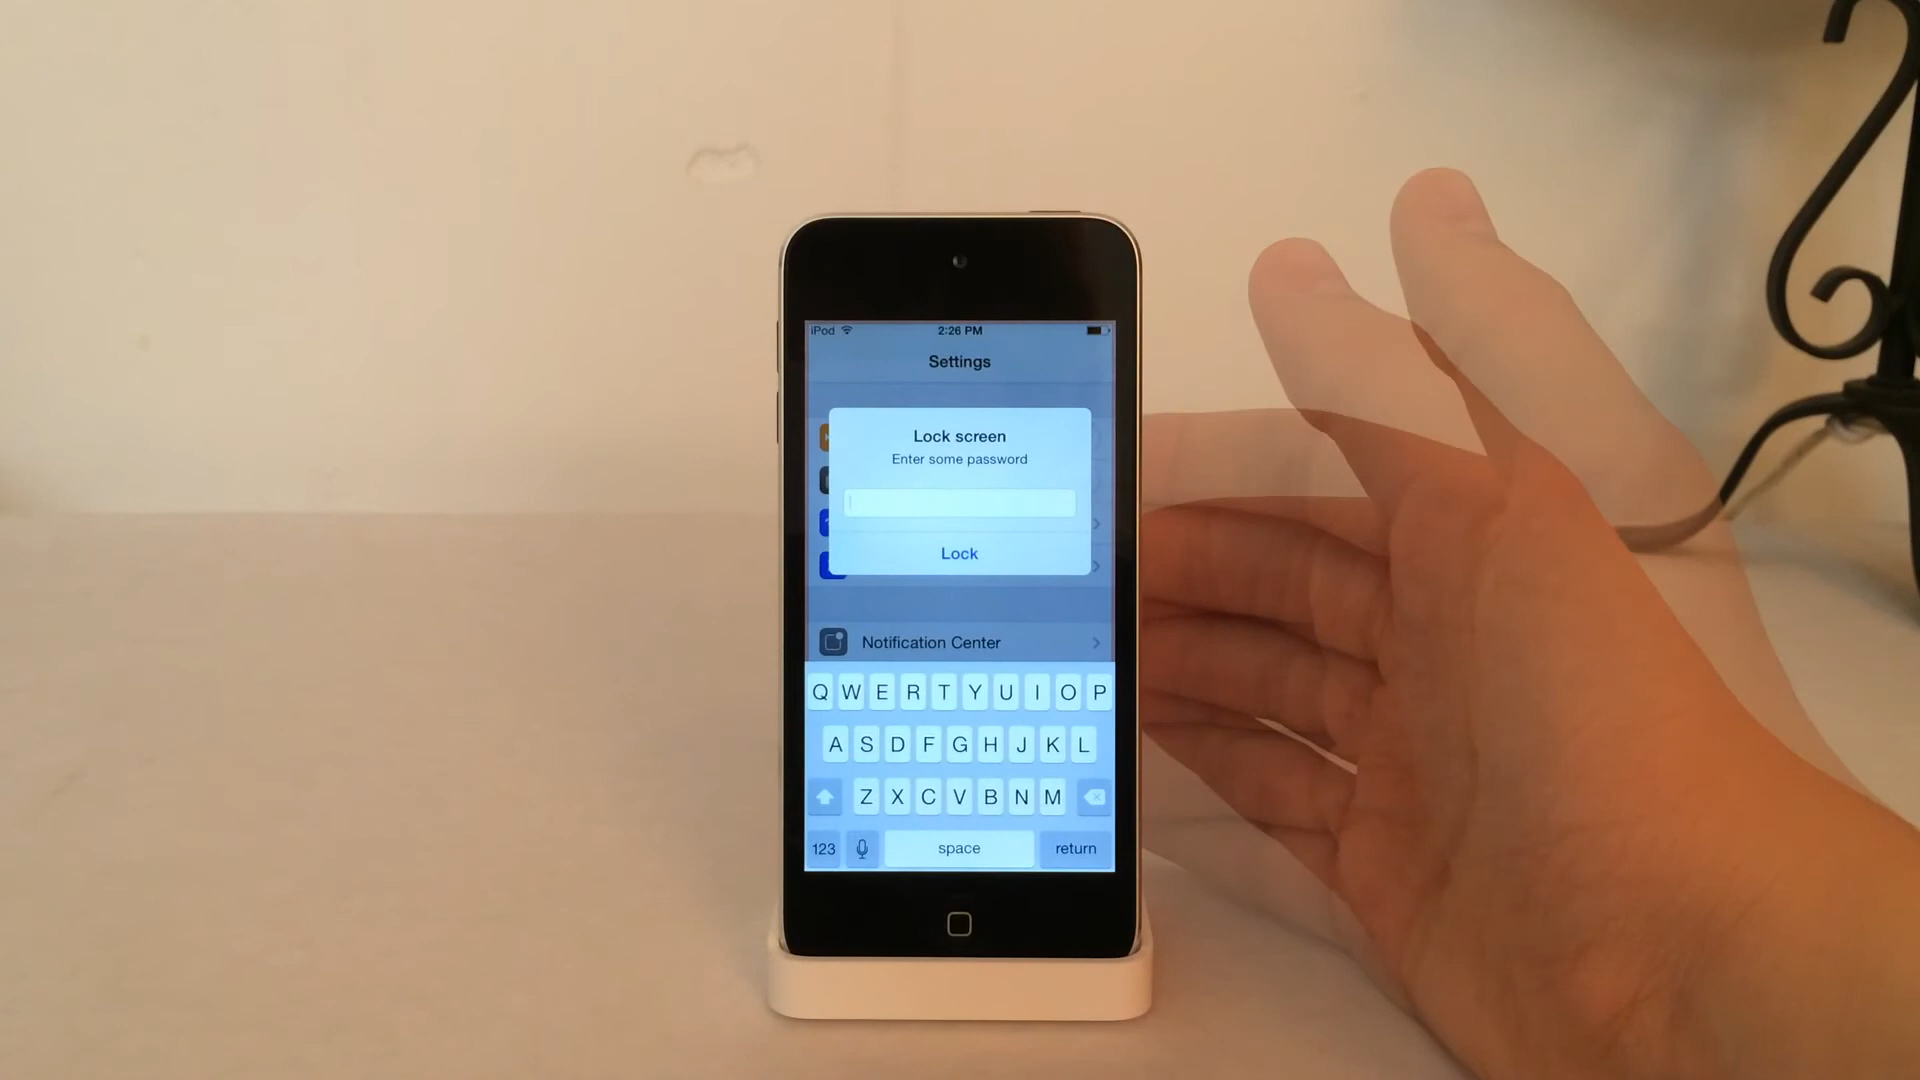 iPod 2:26 PM
Settings
Lock screen
Enter some password
Lock
Notification Center
Q W E R T Y U I O P
A S D F G H J K L
Z X C V B N M
123 space return